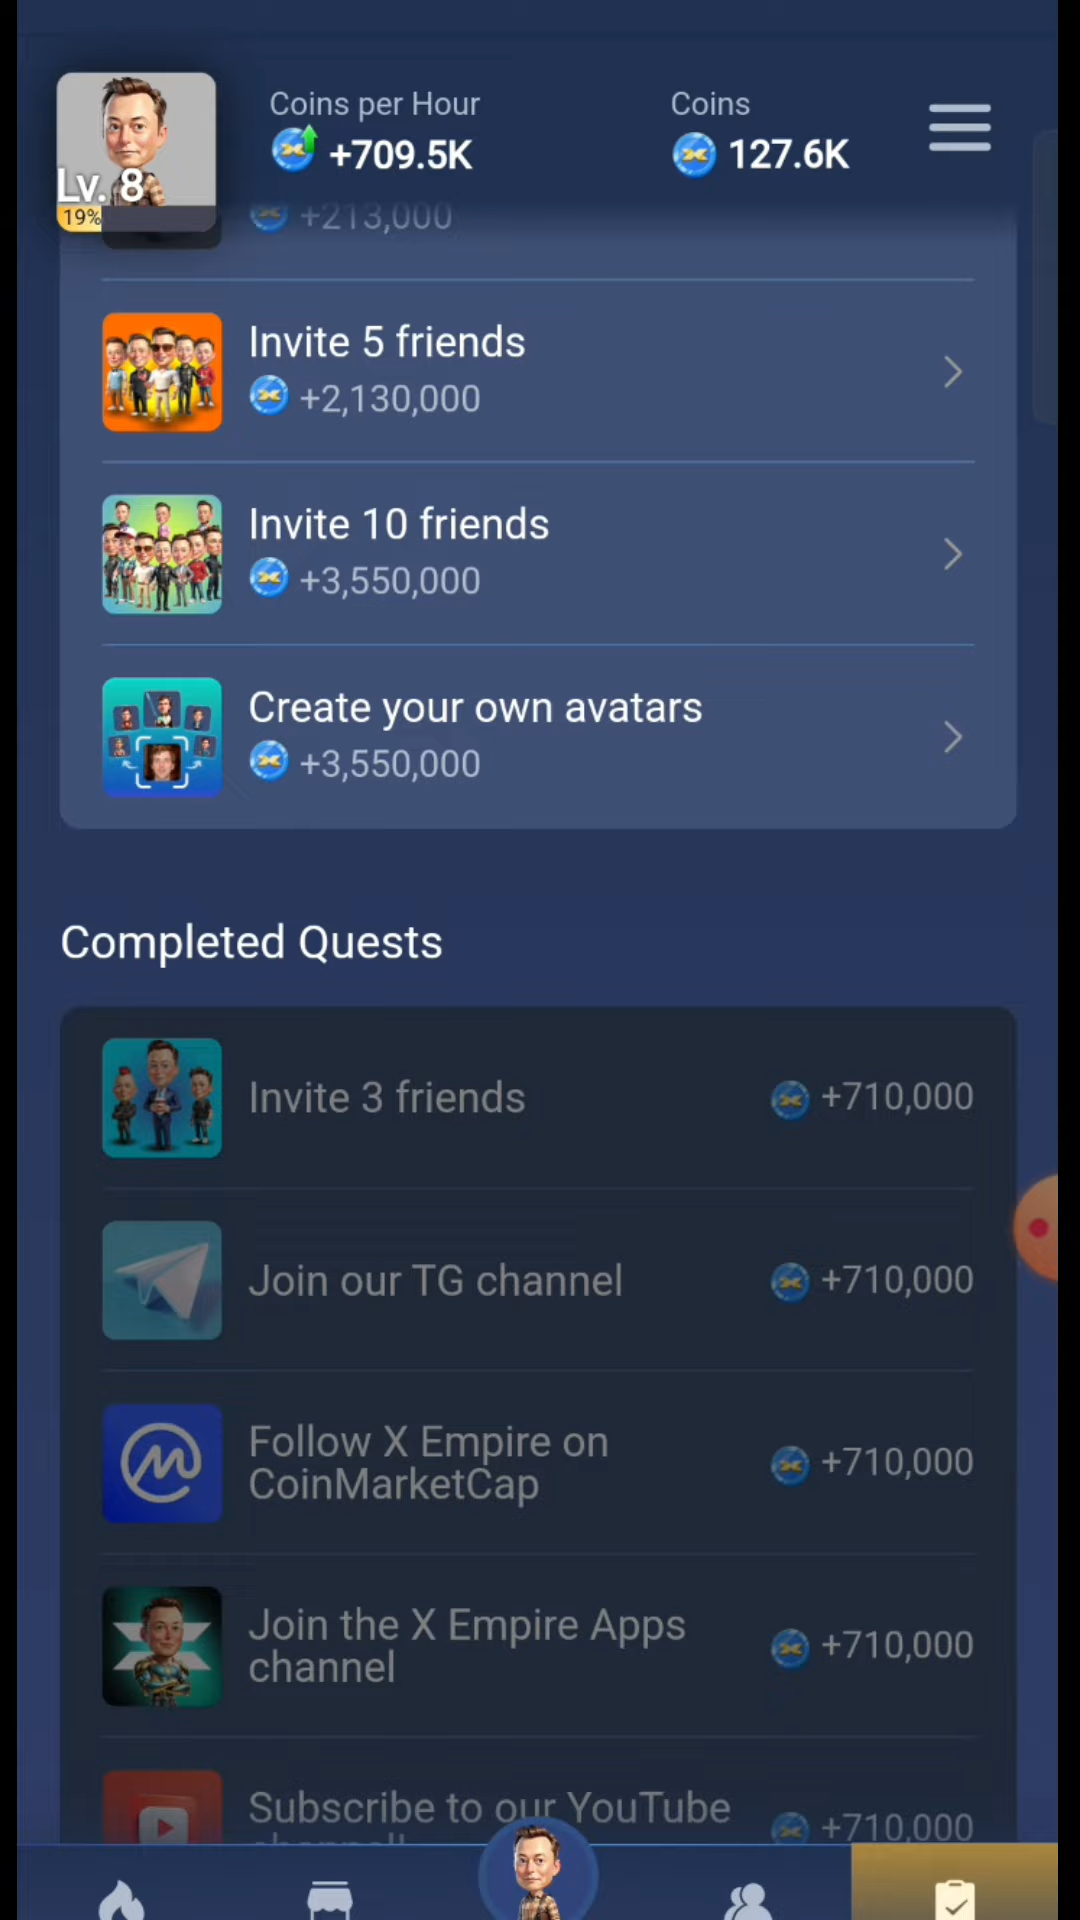 Coins per Hour
Coins
+709.5K
127.6K
Lv. 8
19%
+213,000
Invite 5 friends
+2,130,000
Invite 10 friends
+3,550,000
Create your own avatars
+3,550,000
Completed Quests
Invite 3 friends
+710,000
Join our TG channel
+710,000
Follow X Empire on
CoinMarketCap
+710,000
Join the X Empire Apps
channel
+710,000
Subscribe to our YouTube
+710,000